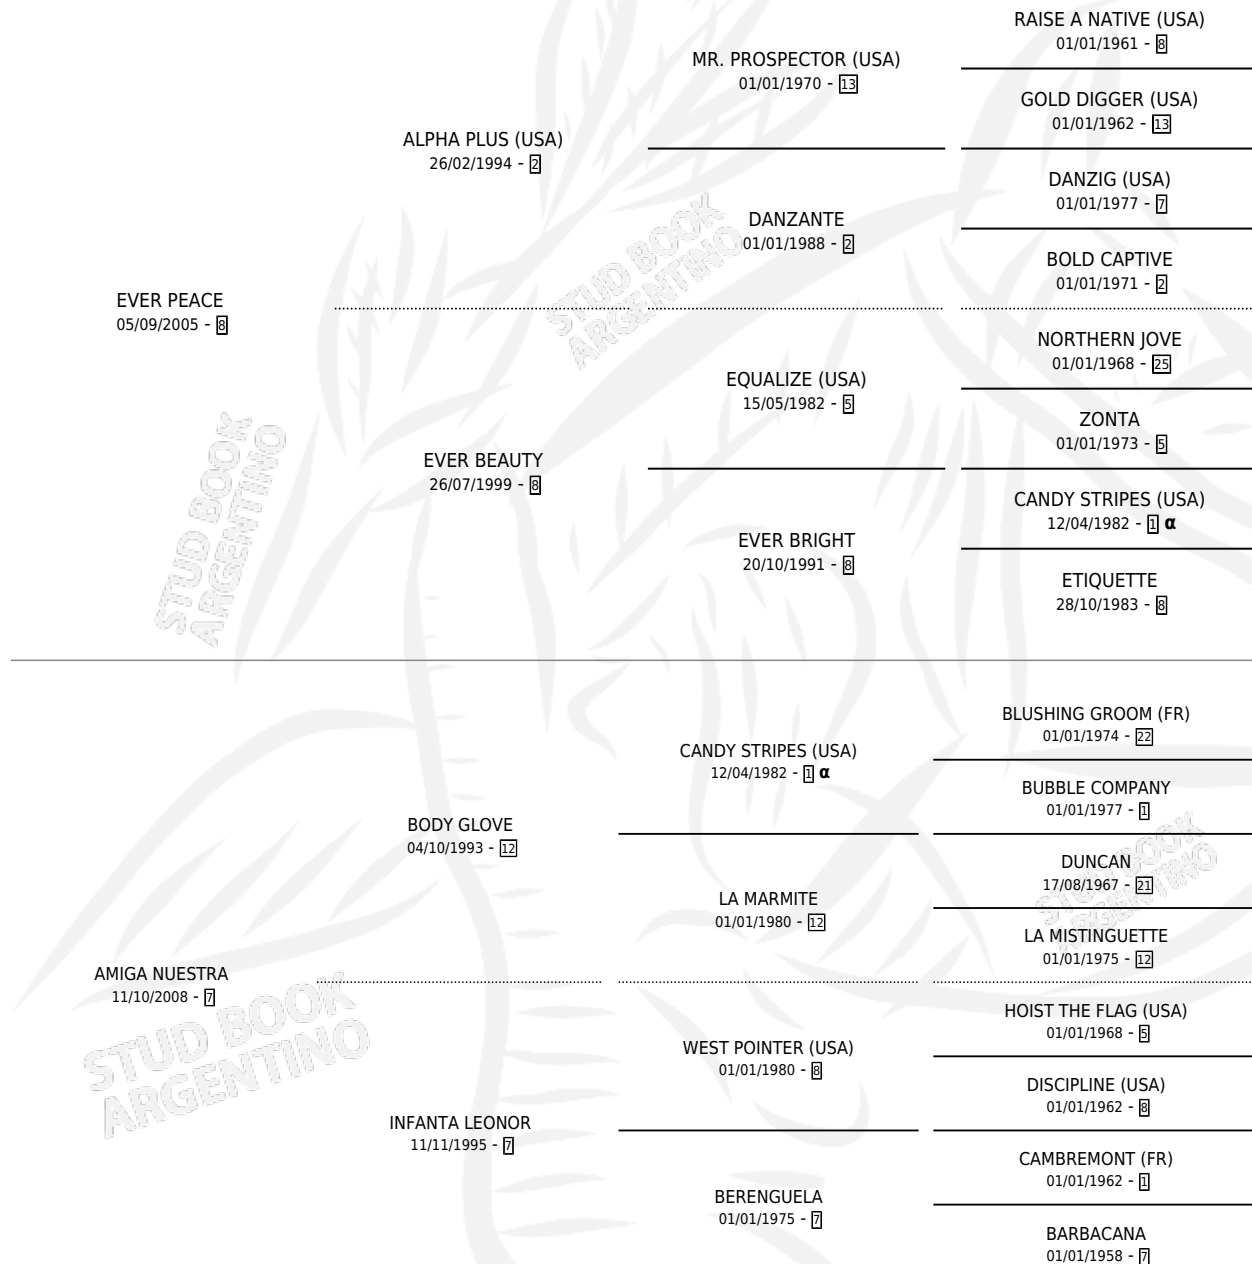 RAISE A NATIVE (USA)
01/01/1961 - 8
MR. PROSPECTOR (USA)
01/01/1970 - 13
GOLD DIGGER (USA)
01/01/1962 - 13
ALPHA PLUS (USA)
26/02/1994 - 2
DANZIG (USA)
01/01/1977 - 7
DANZANTE
01/01/1988 - 2
BOLD CAPTIVE
01/01/1971 - 2
EVER PEACE
05/09/2005 - 8
NORTHERN JOVE
01/01/1968 - 25
EQUALIZE (USA)
15/05/1982 - 5
ZONTA
01/01/1973 - 5
EVER BEAUTY
26/07/1999 - 8
CANDY STRIPES (USA)
12/04/1982 - 1 α
EVER BRIGHT
20/10/1991 - 8
ETIQUETTE
28/10/1983 - 8
BLUSHING GROOM (FR)
01/01/1974 - 22
CANDY STRIPES (USA)
12/04/1982 - 1 α
BUBBLE COMPANY
01/01/1977 - 1
BODY GLOVE
04/10/1993 - 12
DUNCAN
17/08/1967 - 21
LA MARMITE
01/01/1980 - 12
LA MISTINGUETTE
01/01/1975 - 12
AMIGA NUESTRA
11/10/2008 - 7
HOIST THE FLAG (USA)
01/01/1968 - 5
WEST POINTER (USA)
01/01/1980 - 8
DISCIPLINE (USA)
01/01/1962 - 8
INFANTA LEONOR
11/11/1995 - 7
CAMBREMONT (FR)
01/01/1962 - 1
BERENGUELA
01/01/1975 - 7
BARBACANA
01/01/1958 - 7
STUD BOOK
ARGENTINO
STUD BOOK
ARGENTINO
STUD BOOK
ARGENTINO
STUD BOOK
ARGENTINO